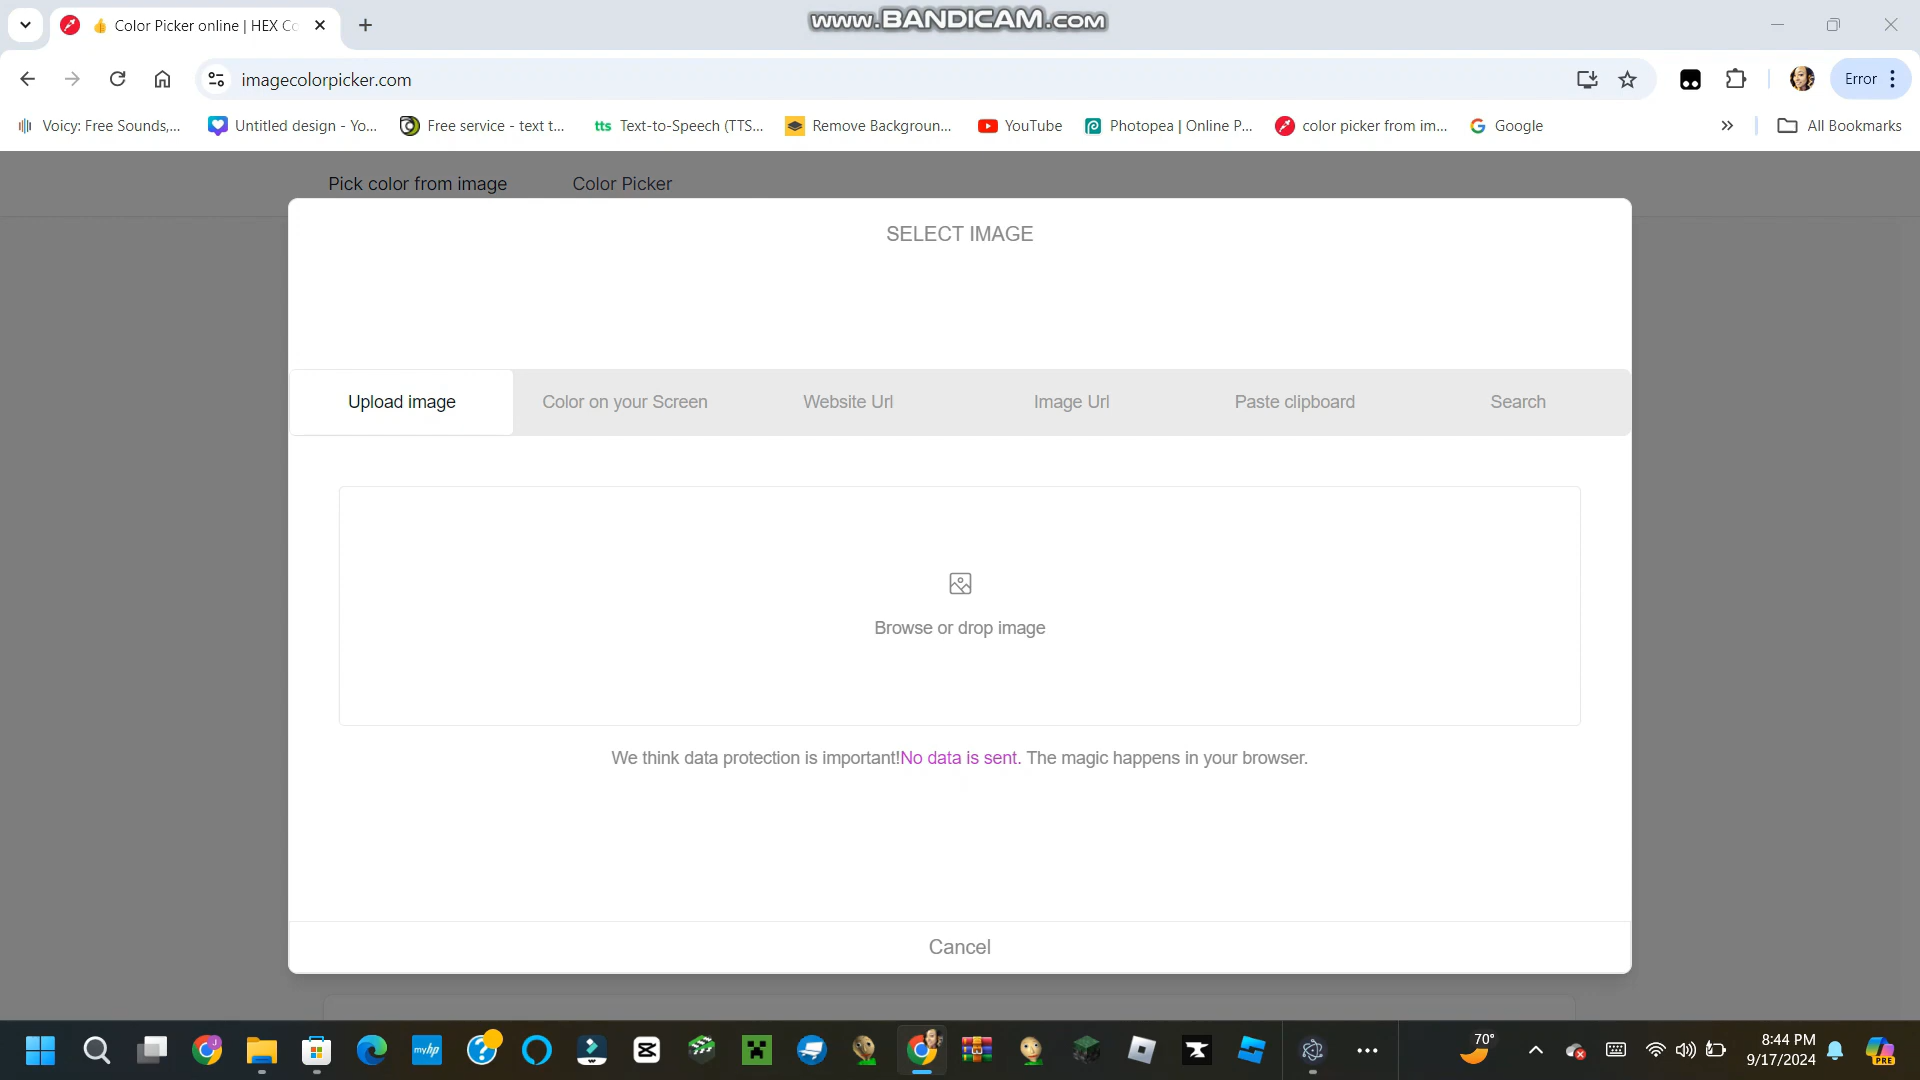 👍 Color Picker online | HEX Co
www.BANDICAM.com
imagecolorpicker.com
Error
Voicy: Free Sounds,...
Untitled design - Yo...
Free service - text t...
tts Text-to-Speech (TTS...
Remove Backgroun...
YouTube
Photopea | Online P...
color picker from im...
Google
All Bookmarks
Pick color from image
Color Picker
SELECT IMAGE
Upload image
Color on your Screen
Website Url
Image Url
Paste clipboard
Search
Browse or drop image
We think data protection is important!No data is sent. The magic happens in your browser.
Cancel
J
myhp
70°
8:44 PM
9/17/2024
PRE